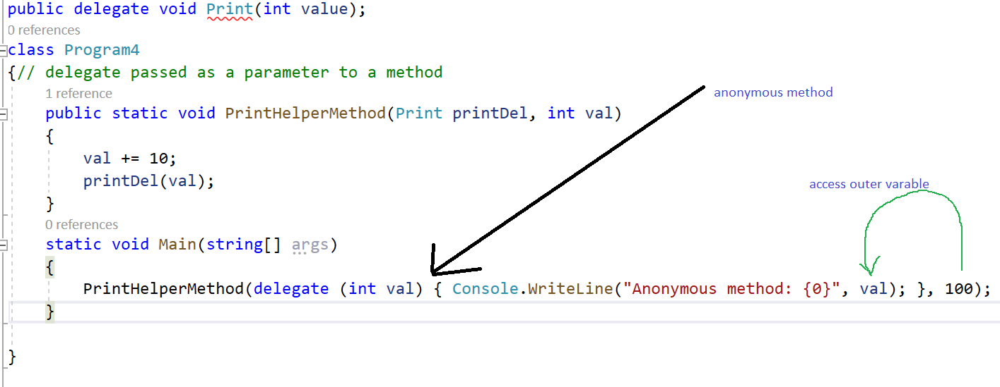 public delegate void Print(int value);
0 references
class Program4
{// delegate passed as a parameter to a method
1 reference
anonymous method
public static void PrintHelperMethod(Print printDel, int val)
{
val += 10;
printDel(val);
access outer varable
}
0 references
static void Main(string[] args)
{
PrintHelperMethod(delegate (int val) { Console.WriteLine("Anonymous method: {0}", val); }, 100);
}
}